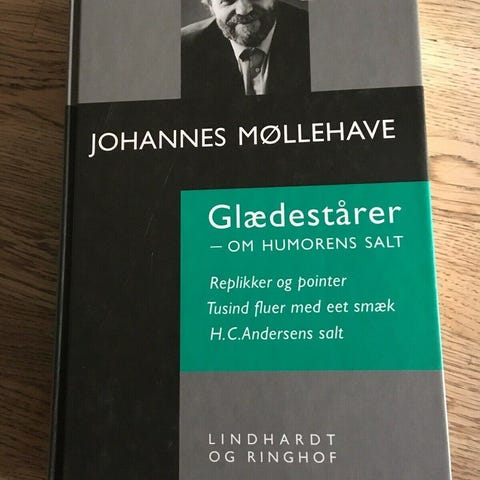 JOHANNES MØLLEHAVE
Glædestårer
– OM HUMORENS SALT
Replikker og pointer
Tusind fluer med eet smæk
H.C.Andersens salt
LINDHARDT
OG RINGHOF